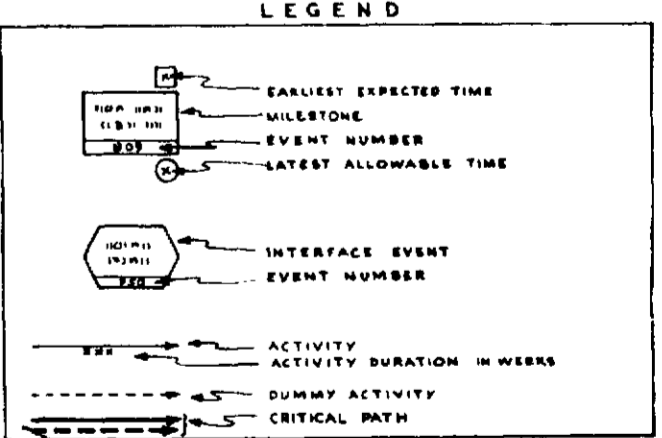 LEGEND
X
EARLIEST EXPECTED TIME
MILESTONE
EVENT NUMBER
X
LATEST ALLOWABLE TIME
INTERFACE EVENT
EVENT NUMBER
ACTIVITY
ACTIVITY DURATION IN WEEKS
DUMMY ACTIVITY
CRITICAL PATH